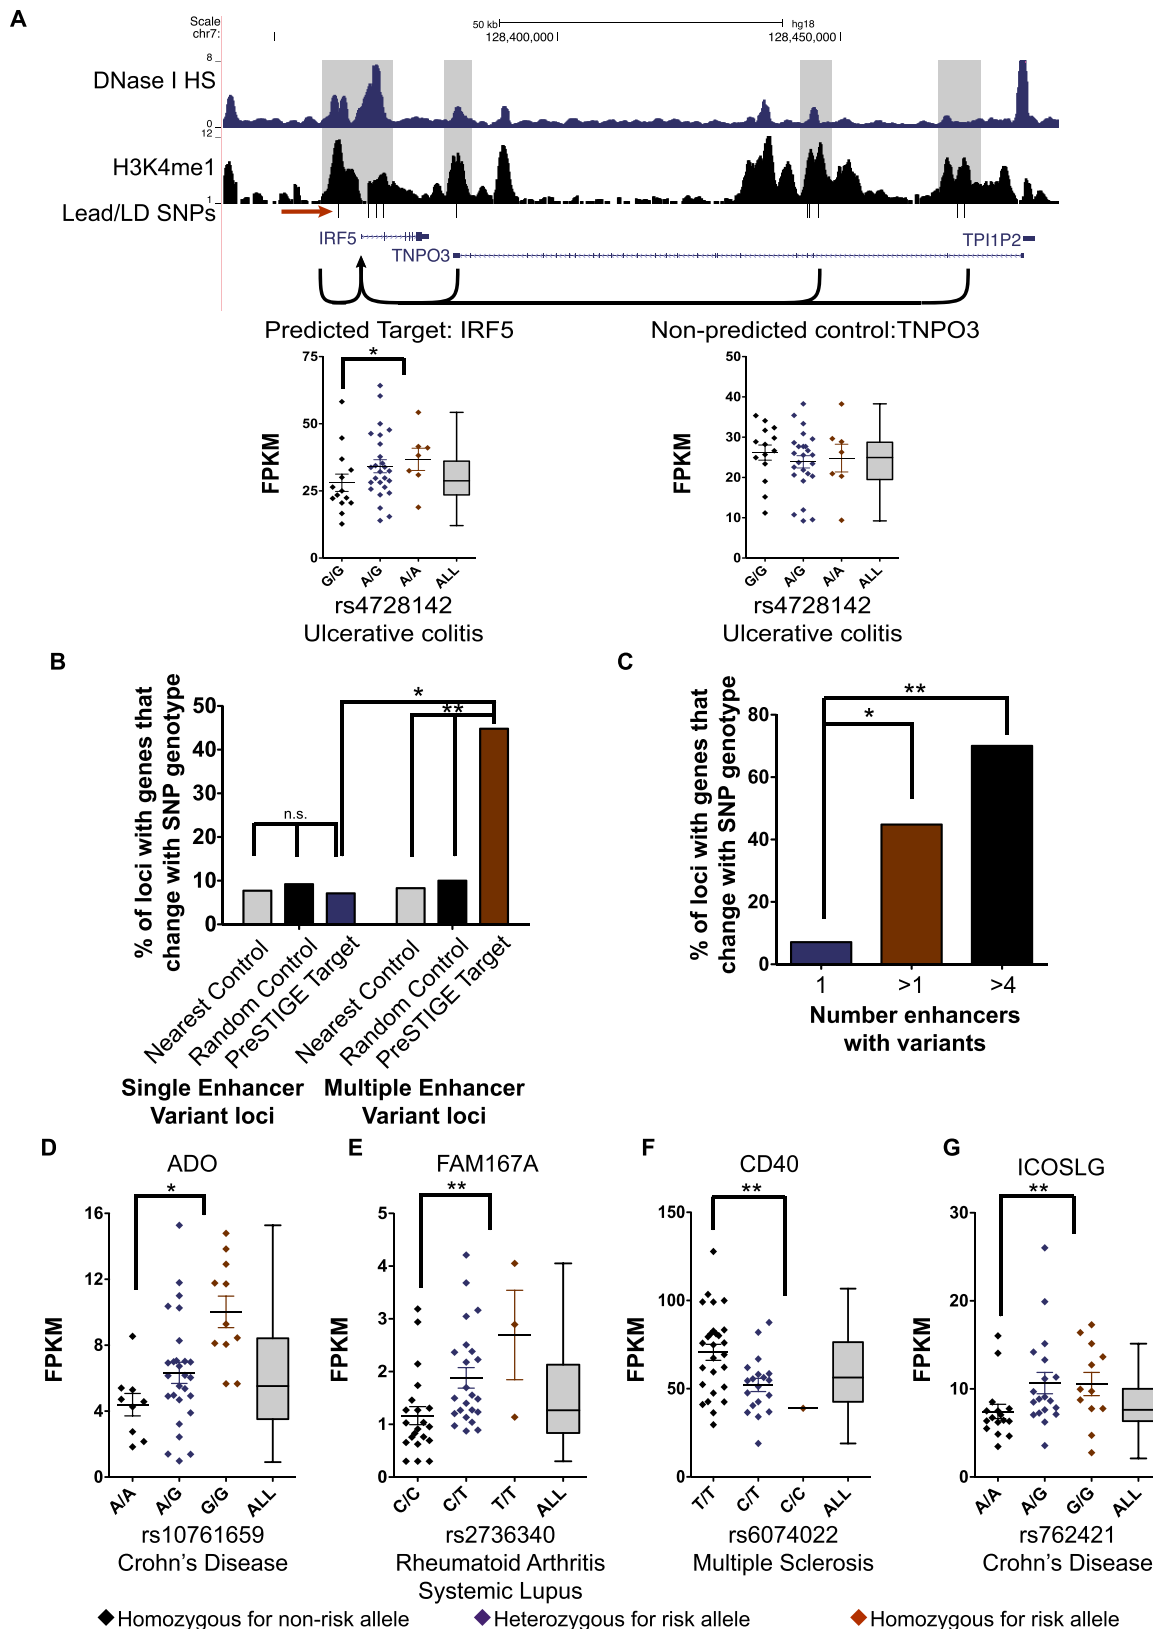 A
Scale
chr7:
50 kb
hg18
128,400,000
128,450,000
8
DNase I HS
0
12
H3K4me1
1
Lead/LD SNPs
IRF5
TNPO3
TPI1P2
Predicted Target: IRF5
Non-predicted control:TNPO3
*
75
50
25
0
FPKM
G/G
A/G
A/A
ALL
rs4728142
Ulcerative colitis
50
40
30
20
10
0
FPKM
G/G
A/G
A/A
ALL
rs4728142
Ulcerative colitis
B
% of loci with genes that
change with SNP genotype
50
40
30
20
10
0
n.s.
*
**
Nearest Control
Random Control
PreSTIGE Target
Nearest Control
Random Control
PreSTIGE Target
Single Enhancer
Variant loci
Multiple Enhancer
Variant loci
C
% of loci with genes that
change with SNP genotype
80
60
40
20
0
**
*
1
>1
>4
Number enhancers
with variants
D
ADO
*
16
12
8
4
0
FPKM
A/A
A/G
G/G
ALL
rs10761659
Crohn's Disease
E
FAM167A
**
5
4
3
2
1
0
FPKM
C/C
C/T
T/T
ALL
rs2736340
Rheumatoid Arthritis
Systemic Lupus
F
CD40
**
150
100
50
0
FPKM
T/T
C/T
C/C
ALL
rs6074022
Multiple Sclerosis
G
ICOSLG
**
30
20
10
0
FPKM
A/A
A/G
G/G
ALL
rs762421
Crohn's Disease
Homozygous for non-risk allele
Heterozygous for risk allele
Homozygous for risk allele